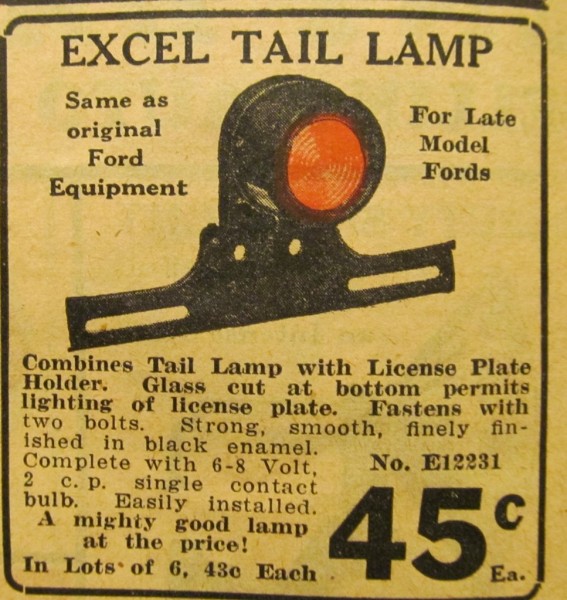 EXCEL TAIL LAMP
Same as
original
Ford
Equipment
For Late
Model
Fords
Combines Tail Lamp with License Plate
Holder. Glass cut at bottom permits
lighting of license plate. Fastens with
two bolts. Strong, smooth, finely fin-
ished in black enamel.
Complete with 6-8 Volt,
2 c. p. single contact
bulb. Easily installed.
A mighty good lamp
at the price!
In Lots of 6, 43c Each
No. E12231
45c
Ea.